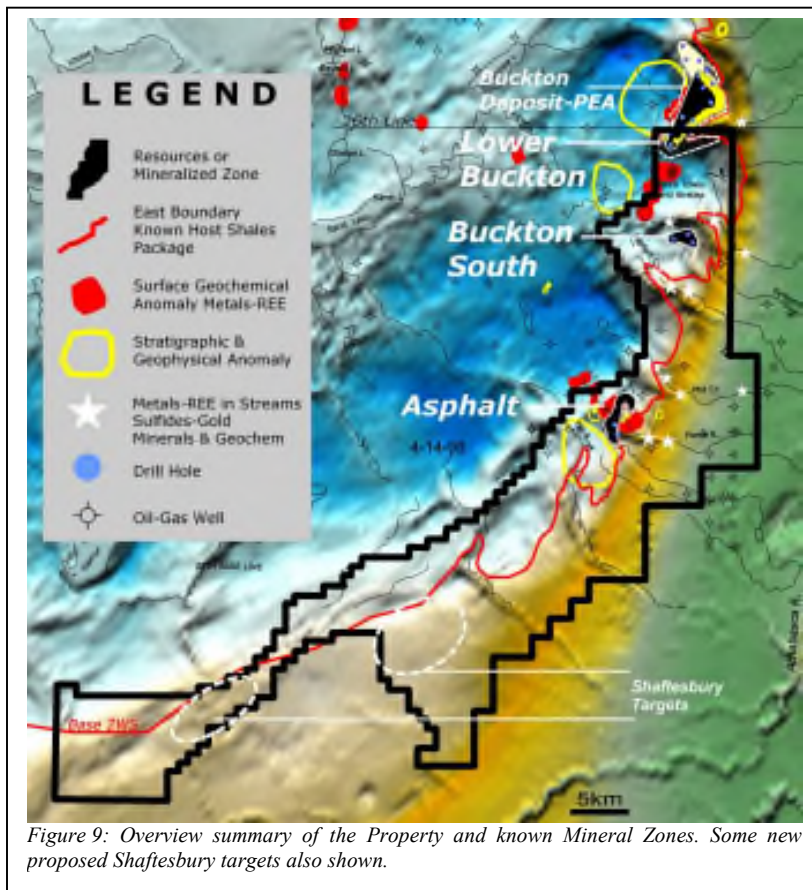 Buckton
Deposit-PEA
LEGEND
Lower
Buckton
Resources or
Mineralized Zone
East Boundary
Known Host Shales
Package
Buckton
South
Surface Geochemical
Anomaly Metals-REE
Stratigraphic &
Geophysical Anomaly
Asphalt
Metals-REE in Streams
Sulfides-Gold
Minerals & Geochem
4-14-98
Drill Hole
Oil-Gas Well
Shaftesbury
Targets
Base ZWS
5km
Figure 9: Overview summary of the Property and known Mineral Zones. Some new
proposed Shaftesbury targets also shown.